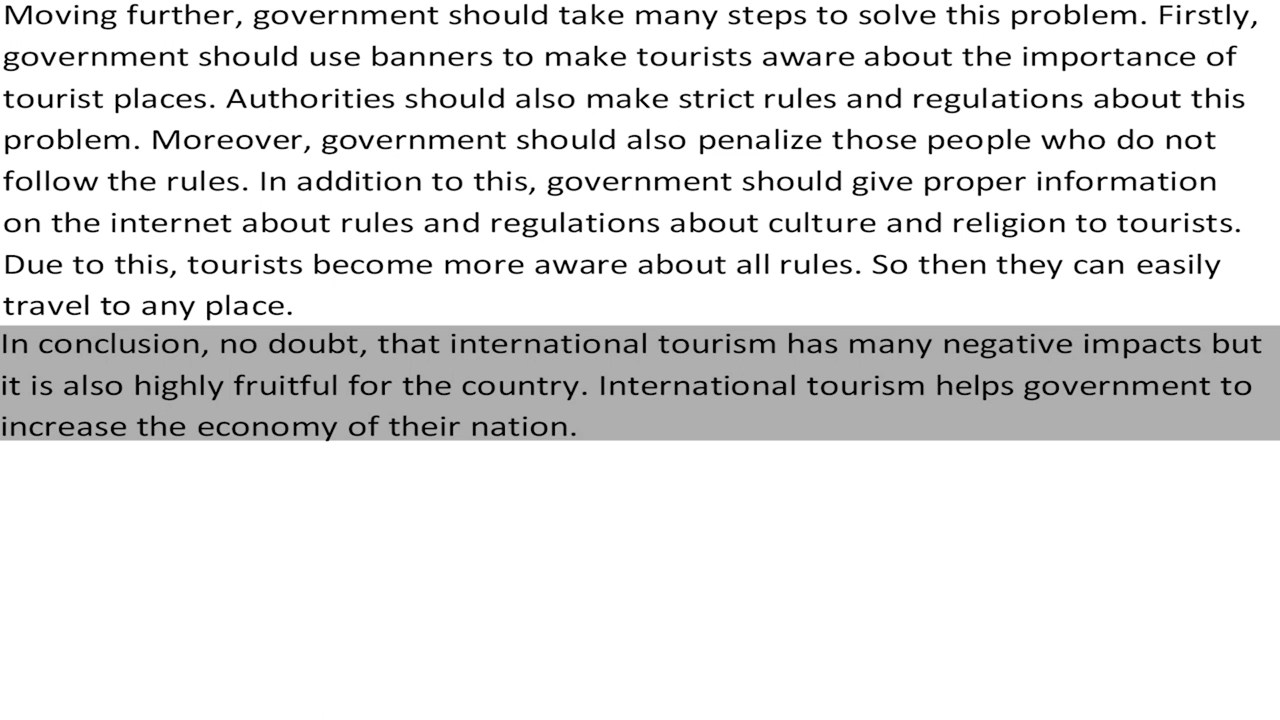 Moving further, government should take many steps to solve this problem. Firstly,
government should use banners to make tourists aware about the importance of
tourist places. Authorities should also make strict rules and regulations about this
problem. Moreover, government should also penalize those people who do not
follow the rules. In addition to this, government should give proper information
on the internet about rules and regulations about culture and religion to tourists.
Due to this, tourists become more aware about all rules. So then they can easily
travel to any place.
In conclusion, no doubt, that international tourism has many negative impacts but
it is also highly fruitful for the country. International tourism helps government to
increase the economy of their nation.